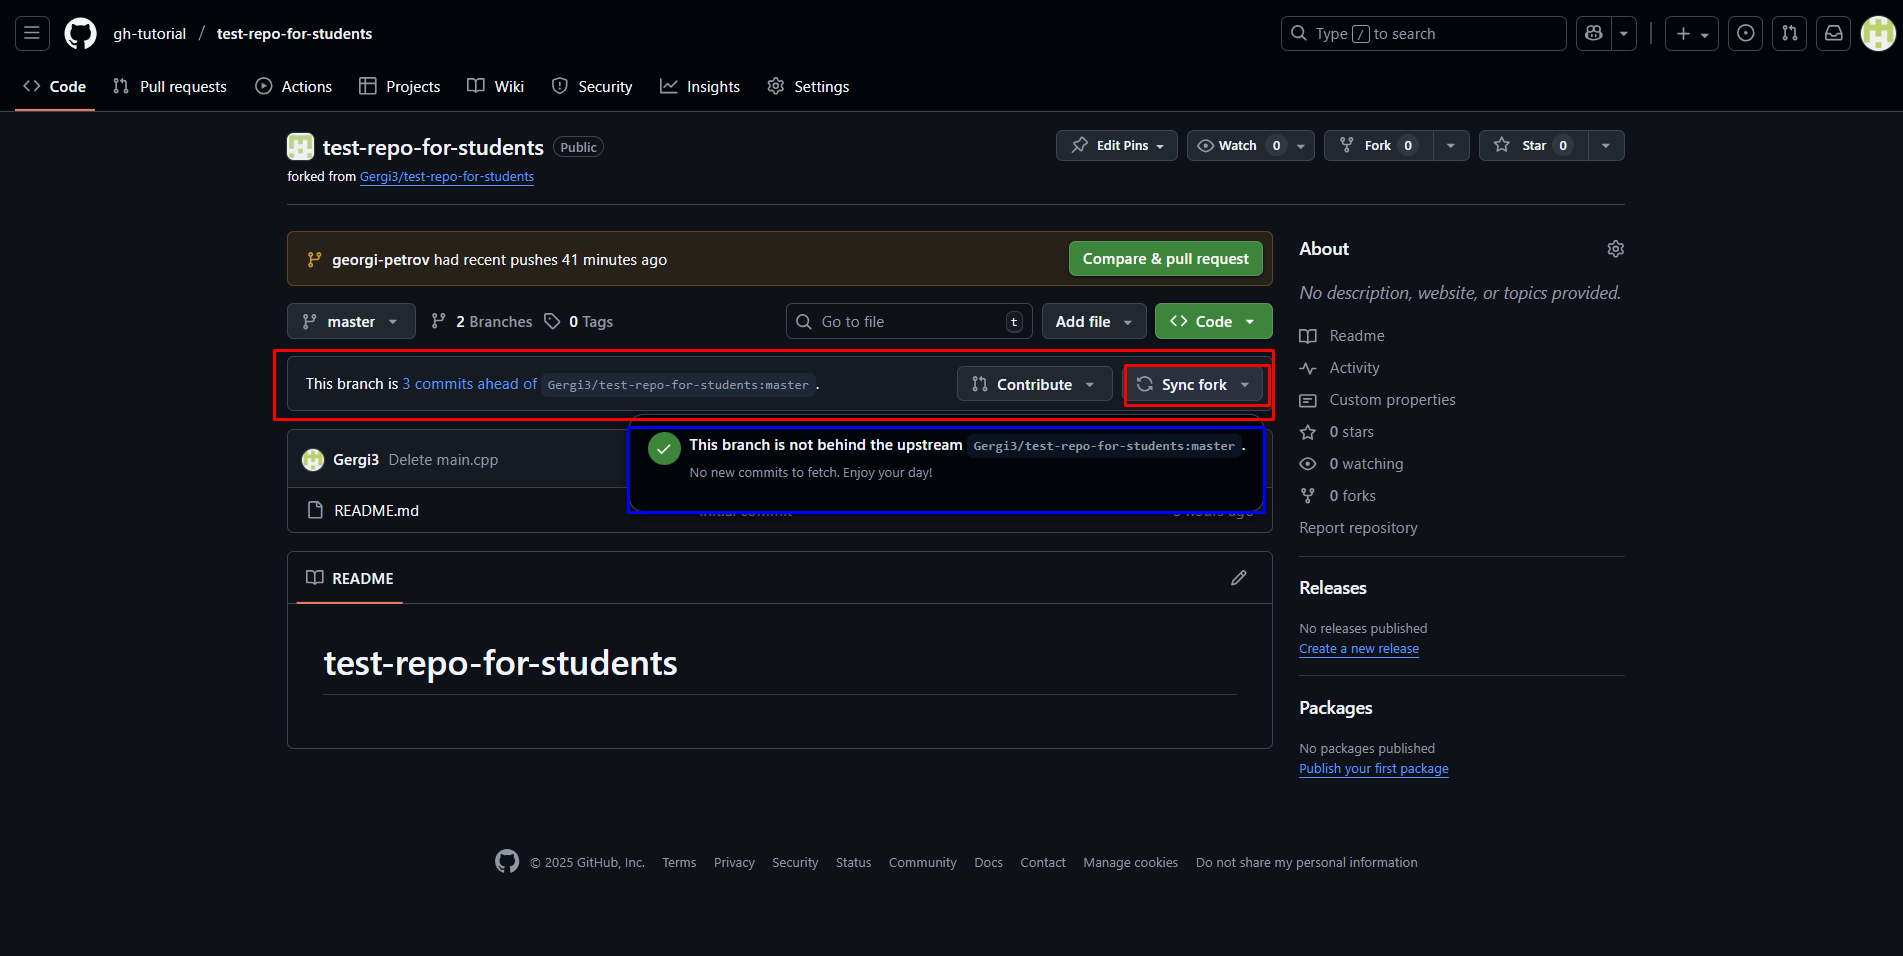 gh-tutorial / test-repo-for-students
Type / to search
Code Pull requests Actions Projects Wiki Security Insights Settings
test-repo-for-students Public
forked from Gergi3/test-repo-for-students
Edit Pins Watch 0 Fork 0 Star 0
georgi-petrov had recent pushes 41 minutes ago
Compare & pull request
master 2 Branches 0 Tags
Go to file t
Add file
Code
This branch is 3 commits ahead of Gergi3/test-repo-for-students:master .
Contribute
Sync fork
This branch is not behind the upstream Gergi3/test-repo-for-students:master .
No new commits to fetch. Enjoy your day!
Gergi3 Delete main.cpp
README.md
README
test-repo-for-students
About
No description, website, or topics provided.
Readme
Activity
Custom properties
0 stars
0 watching
0 forks
Report repository
Releases
No releases published
Create a new release
Packages
No packages published
Publish your first package
© 2025 GitHub, Inc. Terms Privacy Security Status Community Docs Contact Manage cookies Do not share my personal information